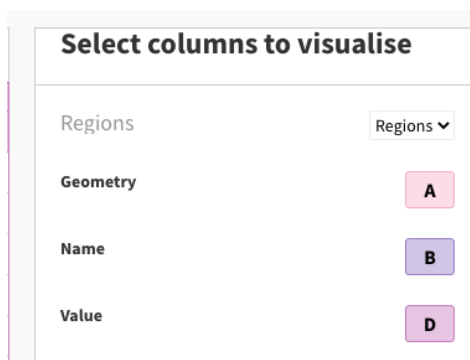 Select columns to visualise
Regions Regions
Geometry A
Name B
Value D